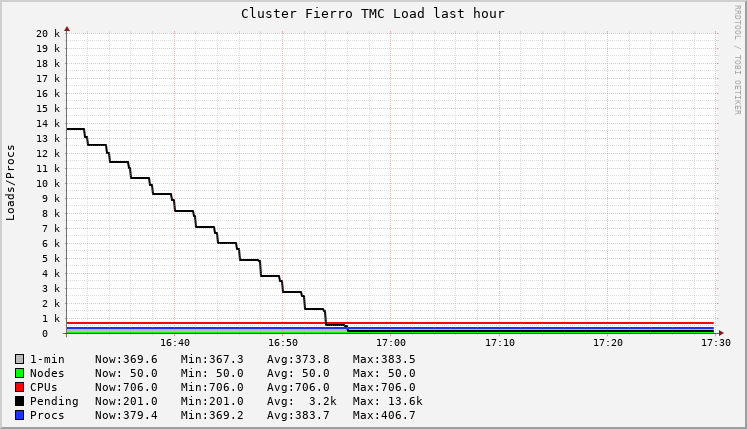 Cluster Fierro TMC Load last hour
RRDTOOL / TOBI OETIKER
Loads/Procs
20 k
19 k
18 k
17 k
16 k
15 k
14 k
13 k
12 k
11 k
10 k
9 k
8 k
7 k
6 k
5 k
4 k
3 k
2 k
1 k
0
16:40 16:50 17:00 17:10 17:20 17:30
1-min Now:369.6 Min:367.3 Avg:373.8 Max:383.5
Nodes Now: 50.0 Min: 50.0 Avg: 50.0 Max: 50.0
CPUs Now:706.0 Min:706.0 Avg:706.0 Max:706.0
Pending Now:201.0 Min:201.0 Avg: 3.2k Max: 13.6k
Procs Now:379.4 Min:369.2 Avg:383.7 Max:406.7